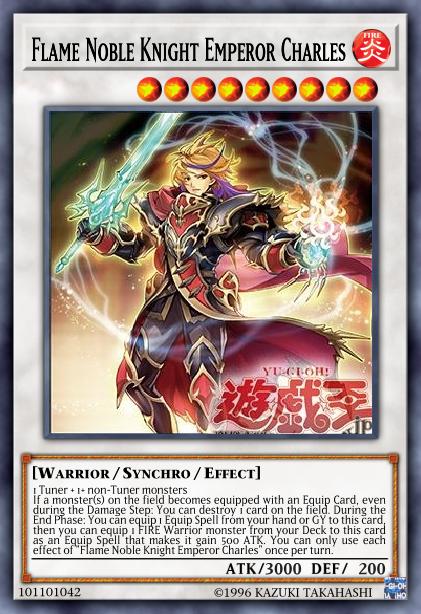 FLAME NOBLE KNIGHT EMPEROR CHARLES
FIRE
炎
YU-GI-OH!
遊戯王
.jp
[WARRIOR / SYNCHRO / EFFECT]
1 Tuner + 1+ non-Tuner monsters
If a monster(s) on the field becomes equipped with an Equip Card, even
during the Damage Step: You can destroy 1 card on the field. During the
End Phase: You can equip 1 Equip Spell from your hand or GY to this card,
then you can equip 1 FIRE Warrior monster from your Deck to this card
as an Equip Spell that makes it gain 500 ATK. You can only use each
effect of "Flame Noble Knight Emperor Charles" once per turn.
ATK/3000 DEF/ 200
101101042
©1996 KAZUKI TAKAHASHI